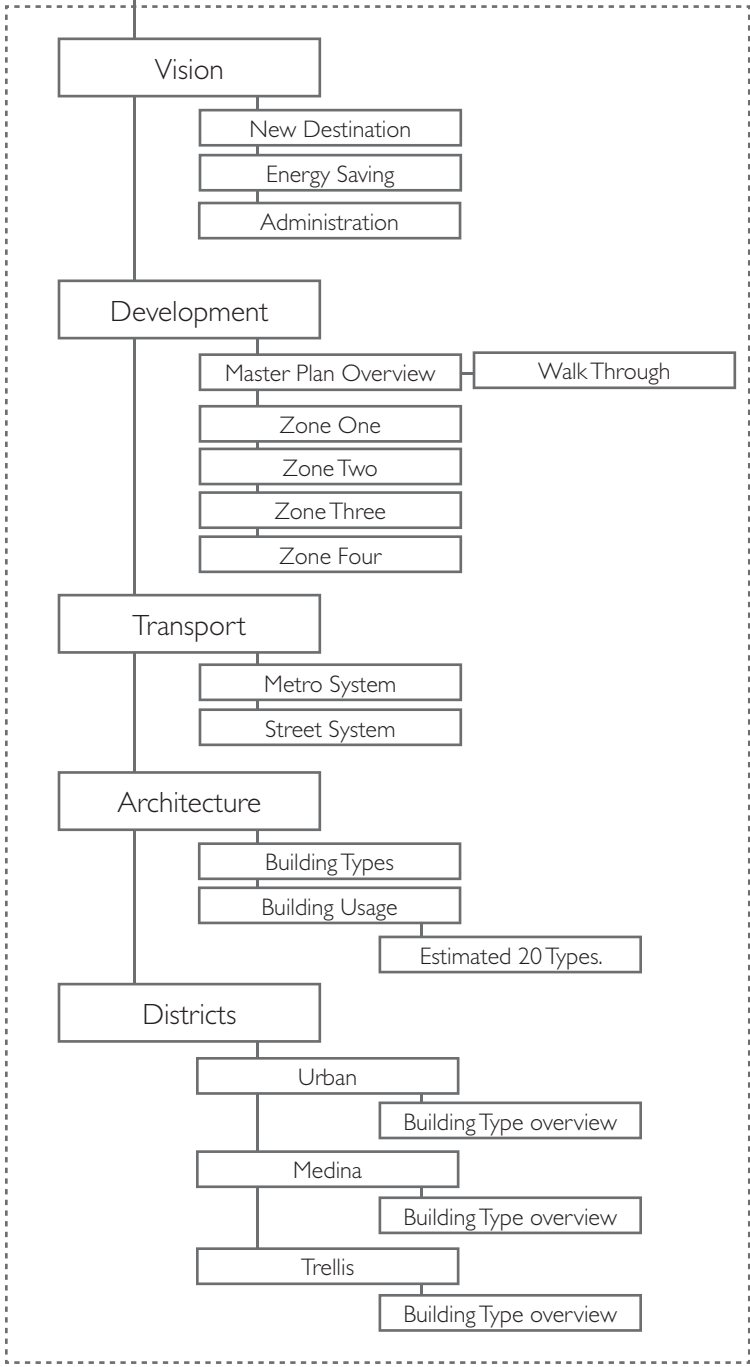 Vision
New Destination
Energy Saving
Administration
Development
Master Plan Overview
Walk Through
Zone One
Zone Two
Zone Three
Zone Four
Transport
Metro System
Street System
Architecture
Building Types
Building Usage
Estimated 20 Types.
Districts
Urban
Building Type overview
Medina
Building Type overview
Trellis
Building Type overview